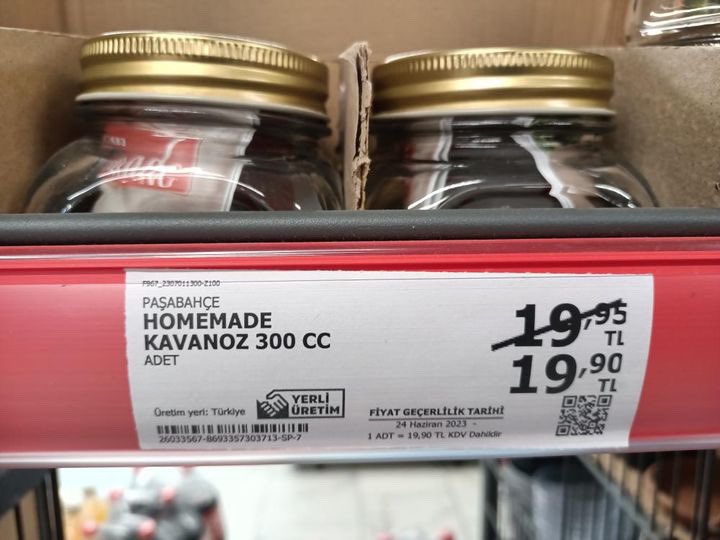 made
F967_2307011300-Z100
PAŞABAHÇE
HOMEMADE
KAVANOZ 300 CC
ADET
19,95
TL
19,90
TL
Üretim yeri: Türkiye
YERLİ
ÜRETİM
FİYAT GEÇERLİLİK TARİHİ
24 Haziran 2023 -
1 ADT = 19,90 TL KDV Dahildir
26033567-8693357303713-SP-7